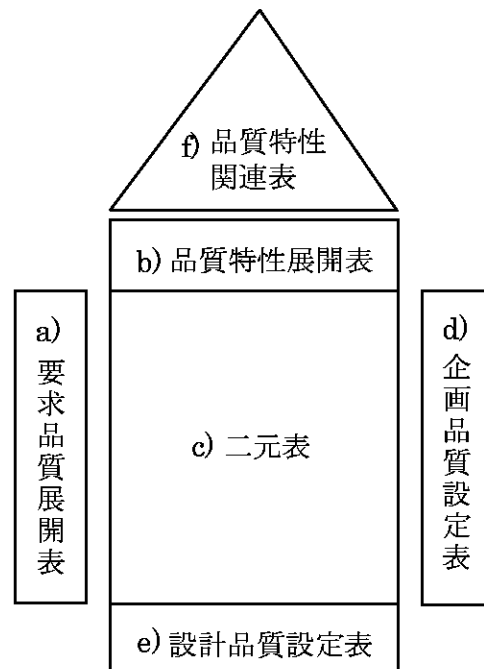 f) 品質特性
関連表
b) 品質特性展開表
a)
要求品質展開表
c) 二元表
d)
企画品質設定表
e) 設計品質設定表